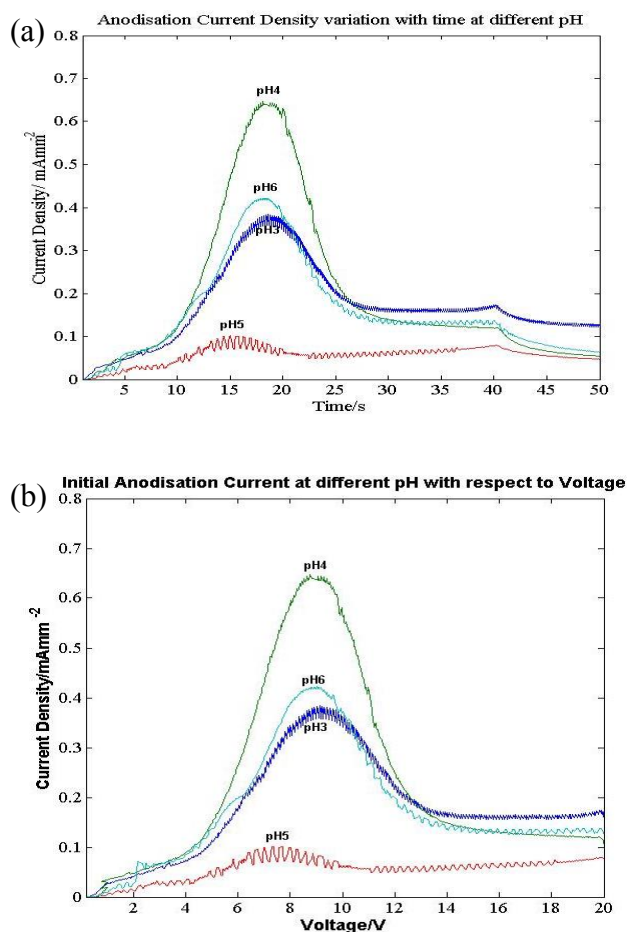 (a)
Anodisation Current Density variation with time at different pH
0.8
0.7
0.6
0.5
0.4
0.3
0.2
0.1
0
Current Density/ mAmm-2
pH4
pH6
pH3
pH5
5 10 15 20 25 30 35 40 45 50
Time/s
(b)
Initial Anodisation Current at different pH with respect to Voltage
0.8
0.7
0.6
0.5
0.4
0.3
0.2
0.1
0
Current Density/mAmm -2
pH4
pH6
pH3
pH5
2 4 6 8 10 12 14 16 18 20
Voltage/V